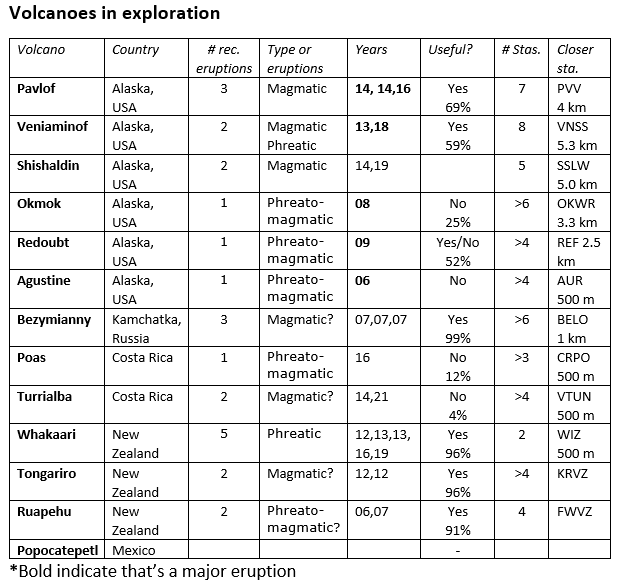 Volcanoes in exploration
Volcano Country # rec. eruptions Type or eruptions Years Useful? # Stas. Closer sta.
Pavlof Alaska, USA 3 Magmatic 14, 14,16 Yes 69% 7 PVV 4 km
Veniaminof Alaska, USA 2 Magmatic Phreatic 13,18 Yes 59% 8 VNSS 5.3 km
Shishaldin Alaska, USA 2 Magmatic 14,19 5 SSLW 5.0 km
Okmok Alaska, USA 1 Phreato-magmatic 08 No 25% >6 OKWR 3.3 km
Redoubt Alaska, USA 1 Phreato-magmatic 09 Yes/No 52% >4 REF 2.5 km
Agustine Alaska, USA 1 Phreato-magmatic 06 No >4 AUR 500 m
Bezymianny Kamchatka, Russia 3 Magmatic? 07,07,07 Yes 99% >6 BELO 1 km
Poas Costa Rica 1 Phreato-magmatic 16 No 12% >3 CRPO 500 m
Turrialba Costa Rica 2 Magmatic? 14,21 No 4% >4 VTUN 500 m
Whakaari New Zealand 5 Phreatic 12,13,13, 16,19 Yes 96% 2 WIZ 500 m
Tongariro New Zealand 2 Magmatic? 12,12 Yes 96% >4 KRVZ
Ruapehu New Zealand 2 Phreato-magmatic? 06,07 Yes 91% 4 FWVZ
Popocatepetl Mexico -
*Bold indicate that's a major eruption